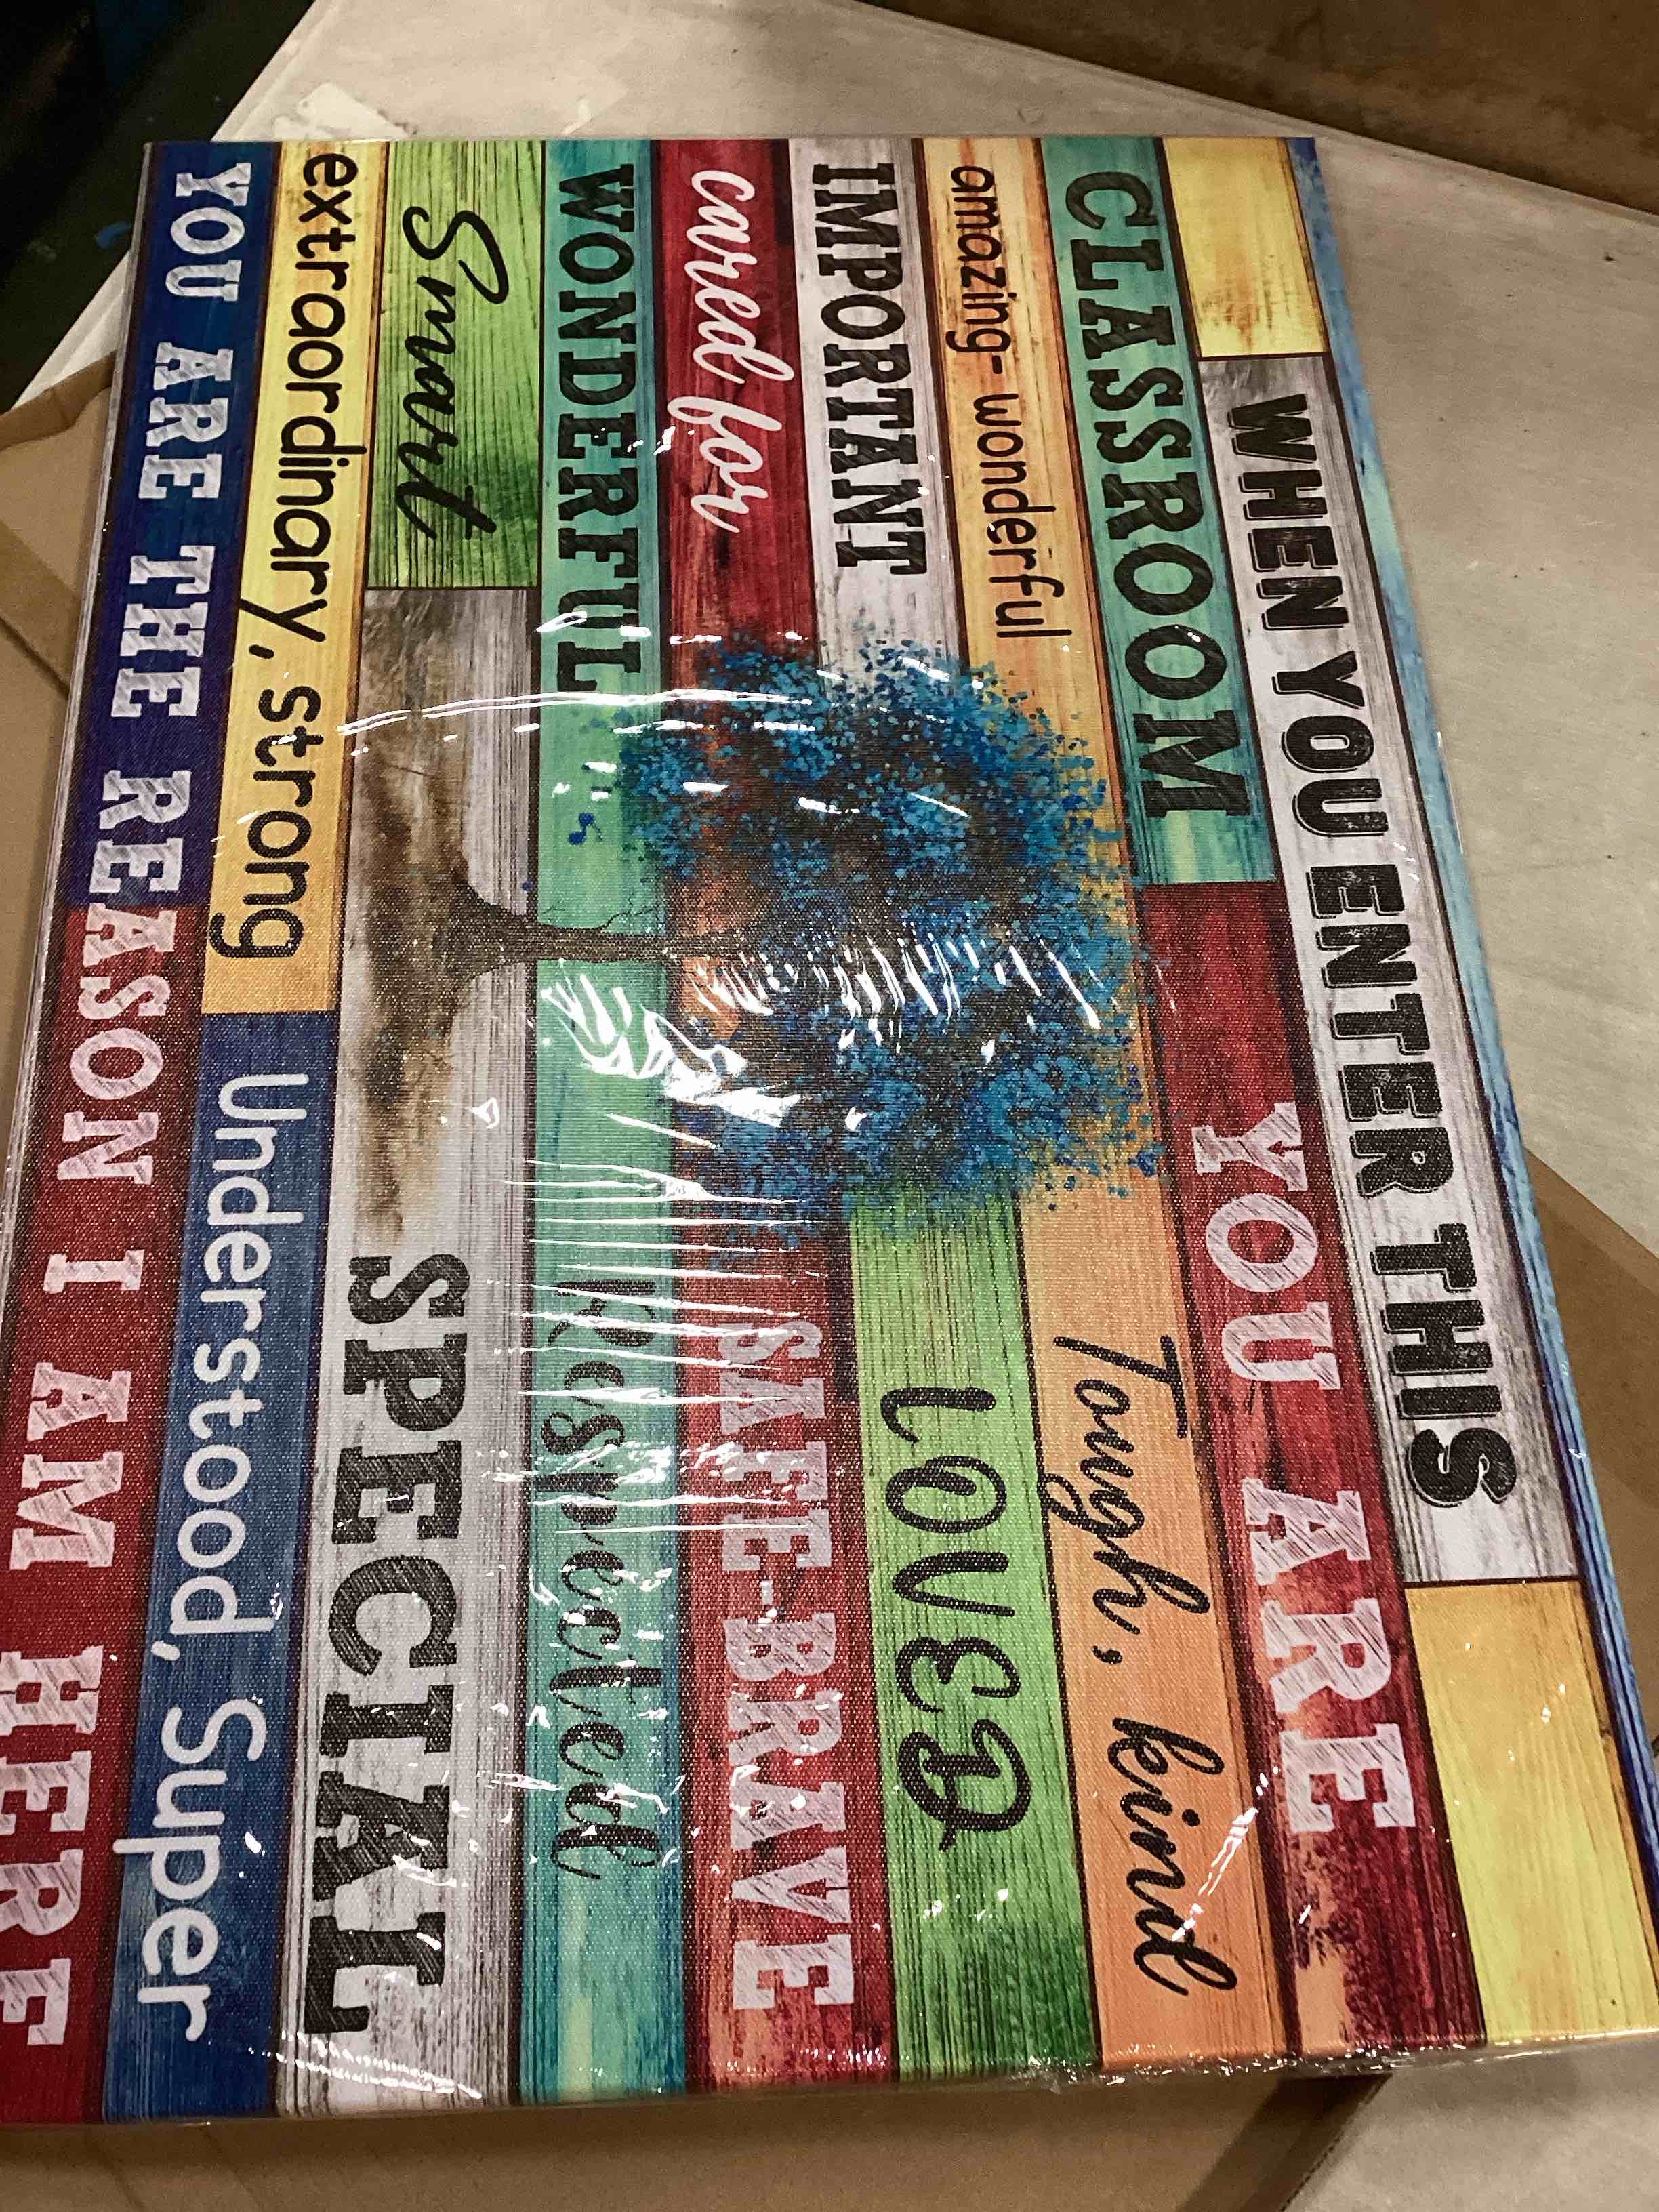 WHEN YOU ENTER THIS
CLASSROOM YOU ARE
amazing- wonderful Tough, kind
IMPORTANT LOVED
cared for SAFE-BRAVE
WONDERFUL Respected
Smart SPECIAL
extraordinary, strong Understood, Super
YOU ARE THE REASON I AM HERE